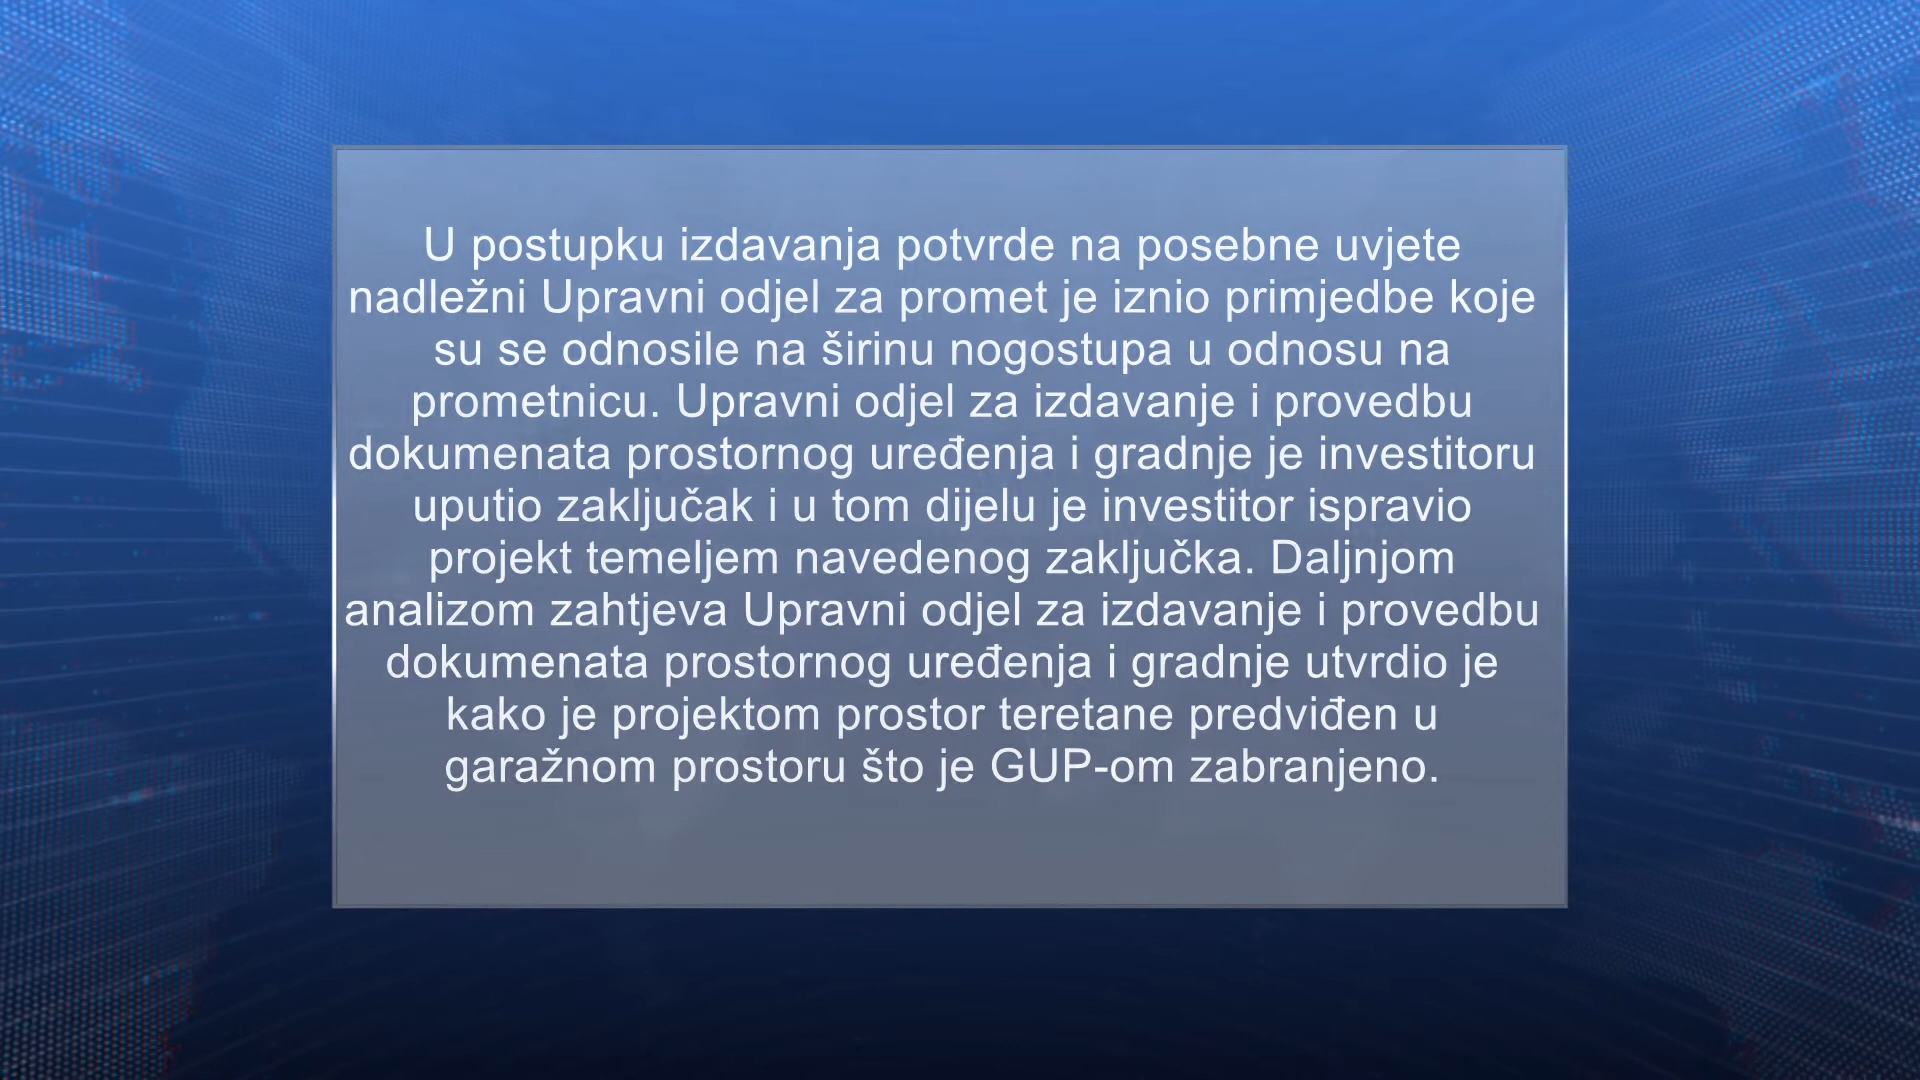 U postupku izdavanja potvrde na posebne uvjete
nadležni Upravni odjel za promet je iznio primjedbe koje
su se odnosile na širinu nogostupa u odnosu na
prometnicu. Upravni odjel za izdavanje i provedbu
dokumenata prostornog uređenja i gradnje je investitoru
uputio zaključak i u tom dijelu je investitor ispravio
projekt temeljem navedenog zaključka. Daljnjom
analizom zahtjeva Upravni odjel za izdavanje i provedbu
dokumenata prostornog uređenja i gradnje utvrdio je
kako je projektom prostor teretane predviđen u
garažnom prostoru što je GUP-om zabranjeno.